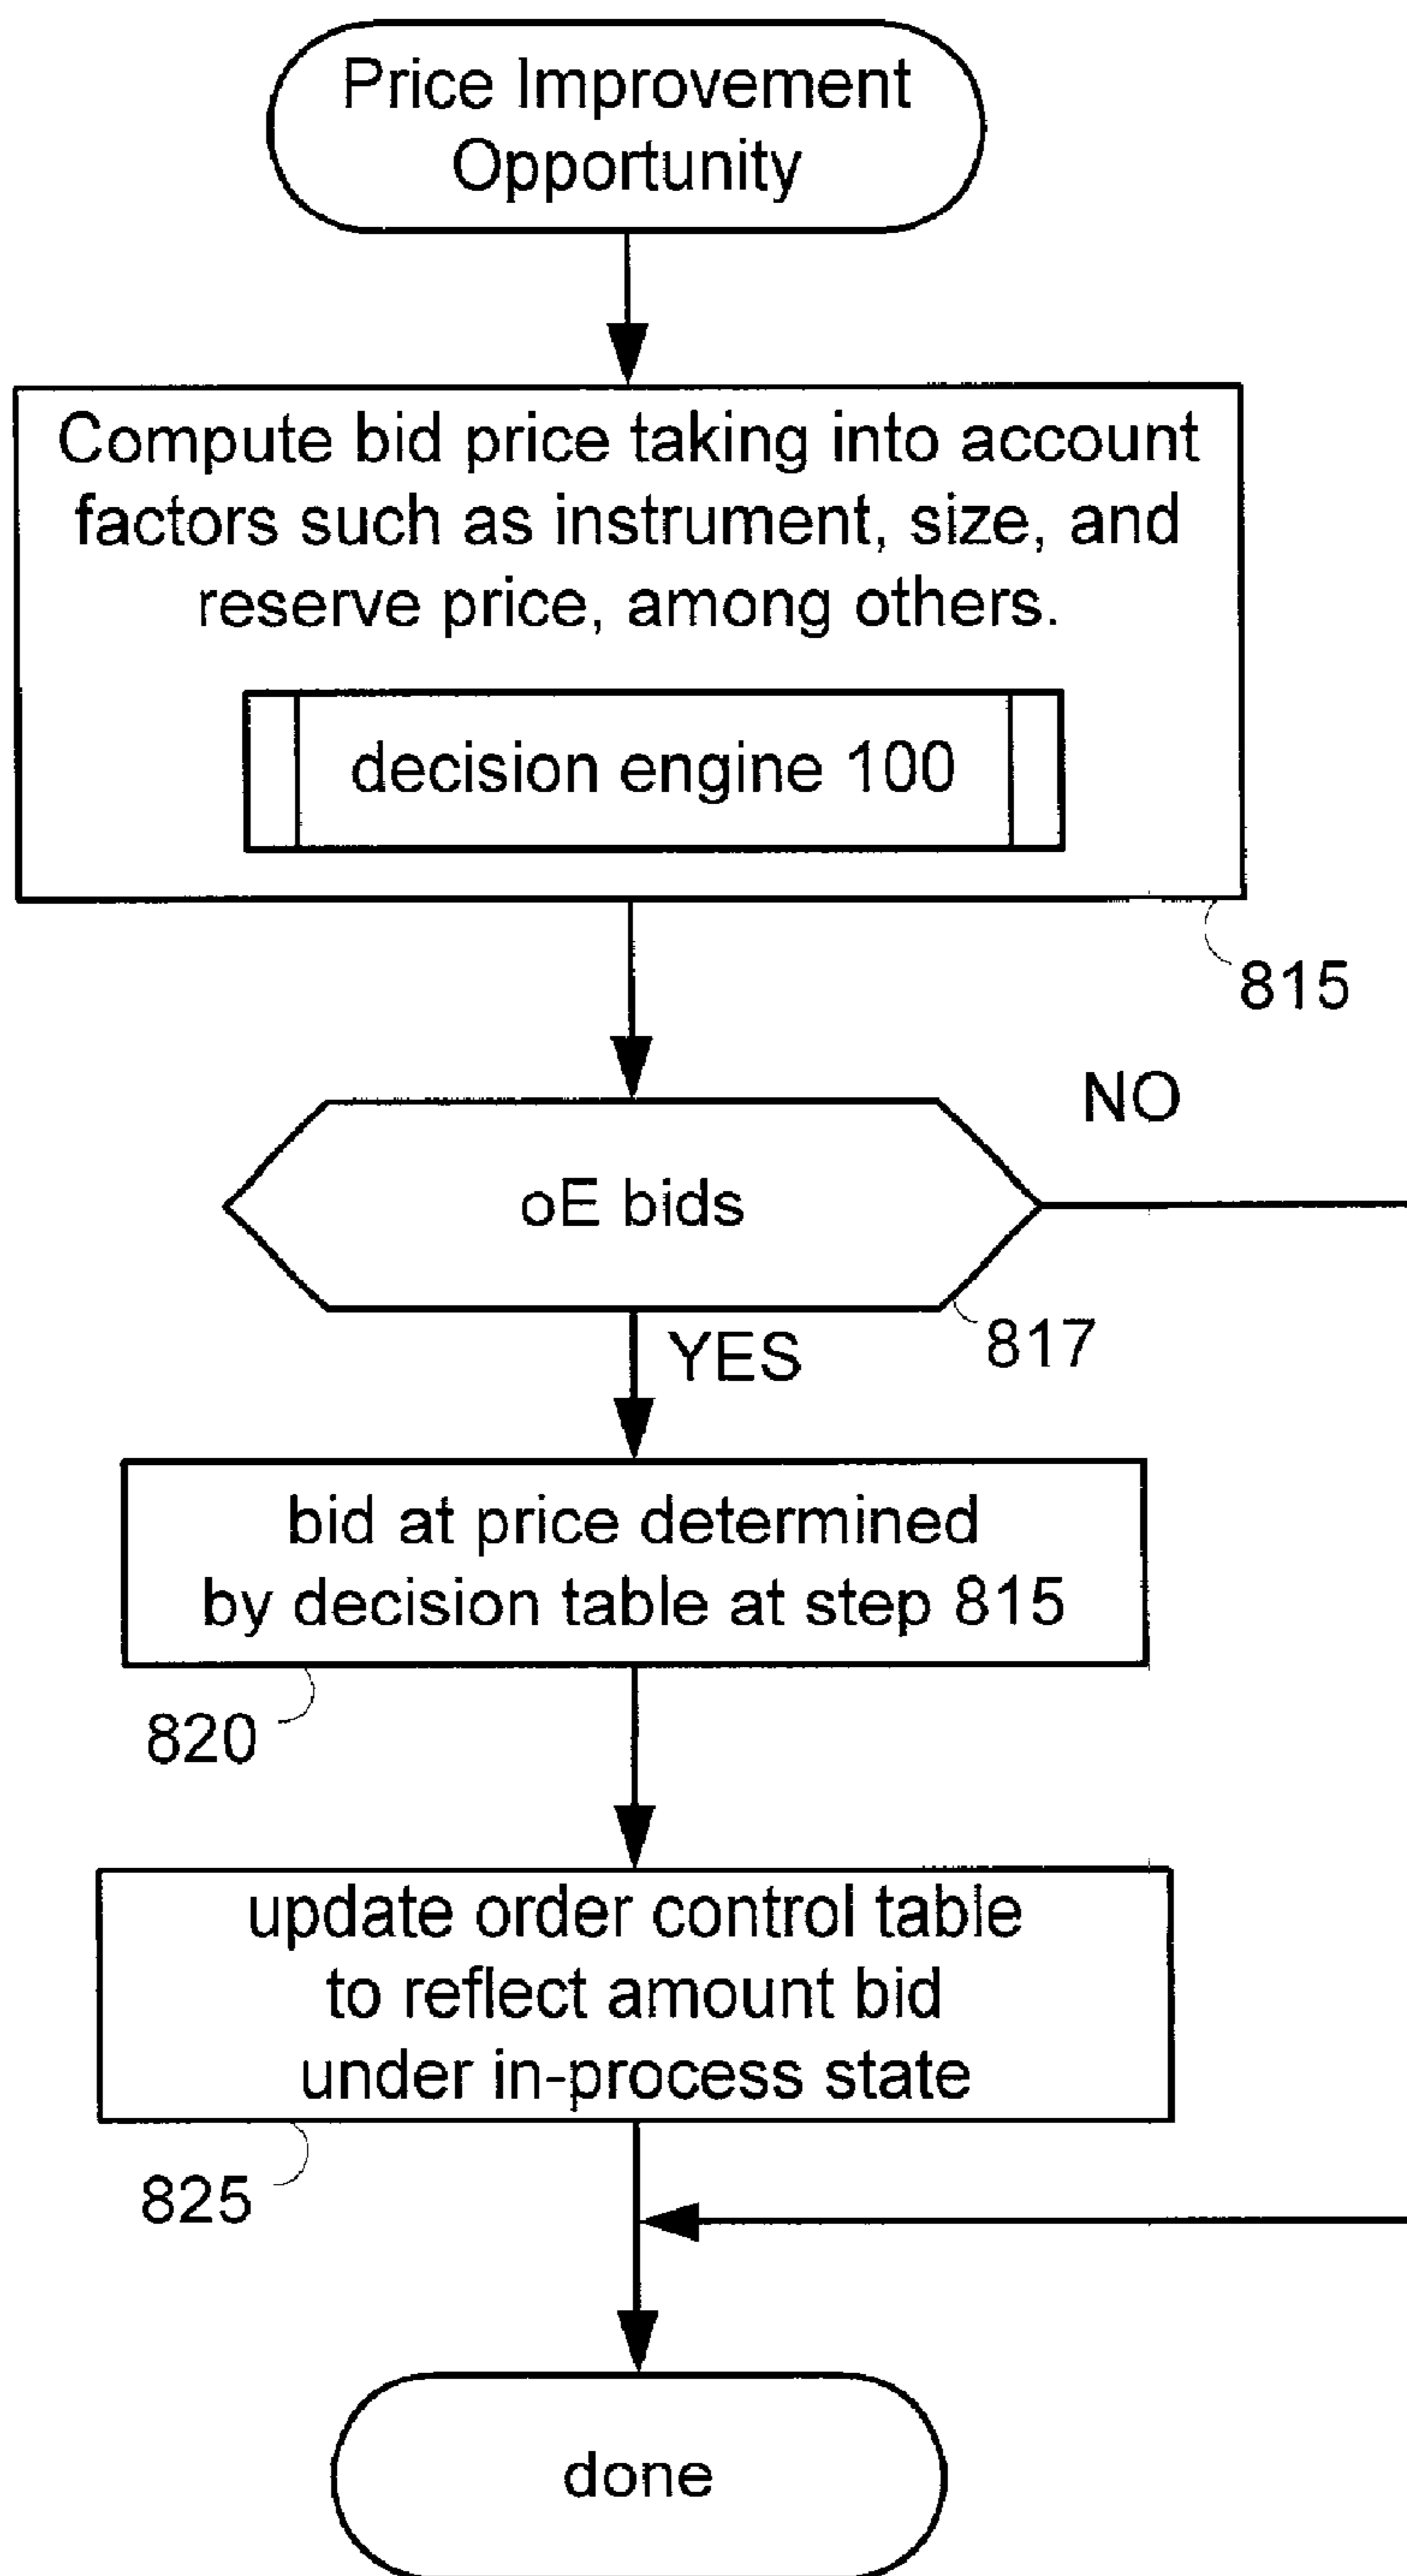 Price Improvement
Opportunity
Compute bid price taking into account
factors such as instrument, size, and
reserve price, among others.
decision engine 100
815
NO
oE bids
817
YES
bid at price determined
by decision table at step 815
820
update order control table
to reflect amount bid
under in-process state
825
done